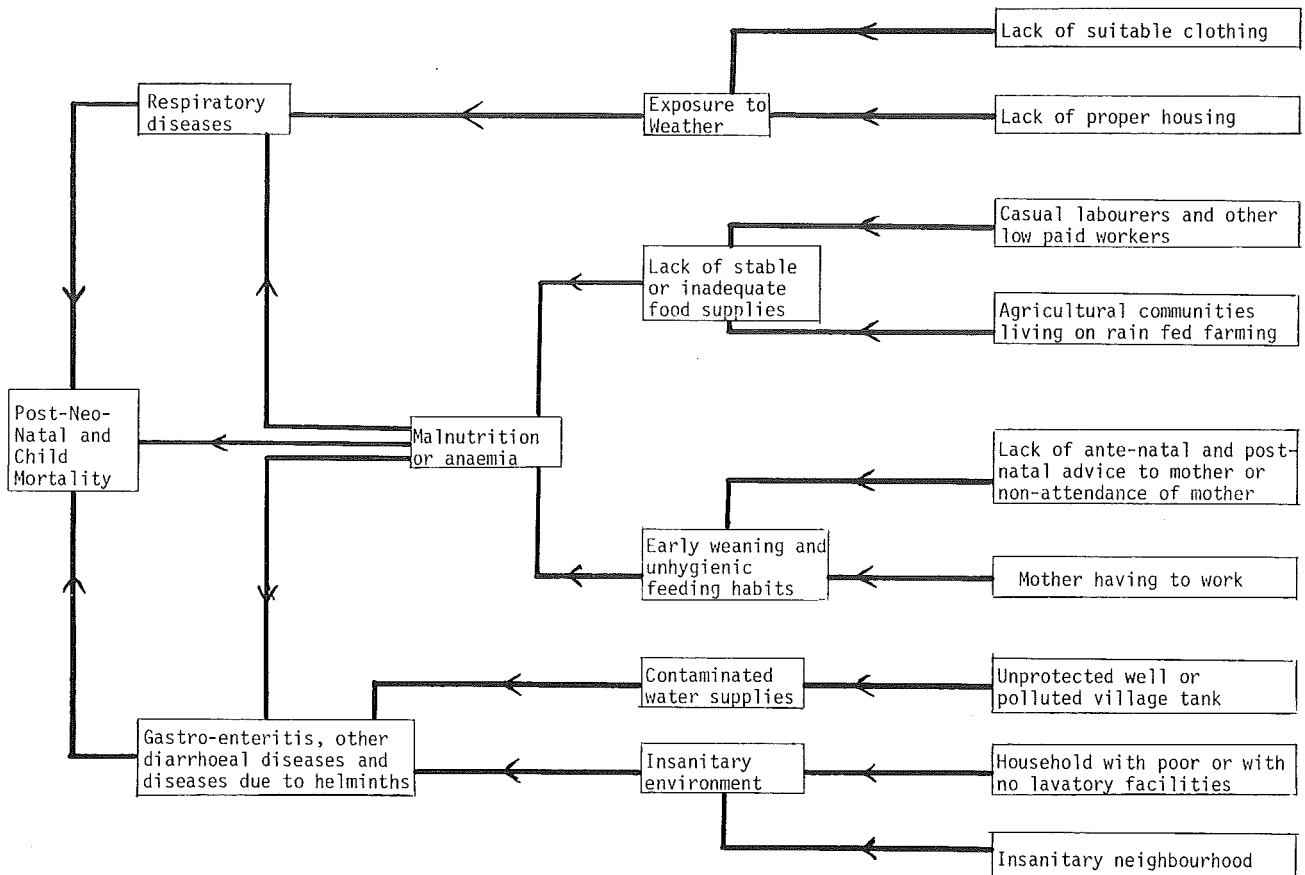 Lack of suitable clothing
Respiratory
diseases
Exposure to
Weather
Lack of proper housing
Casual labourers and other
low paid workers
Lack of stable
or inadequate
food supplies
Agricultural communities
living on rain fed farming
Post-Neo-
Natal and
Child
Mortality
Malnutrition
or anaemia
Lack of ante-natal and post-
natal advice to mother or
non-attendance of mother
Early weaning and
unhygienic
feeding habits
Mother having to work
Contaminated
water supplies
Unprotected well or
polluted village tank
Gastro-enteritis, other
diarrhoeal diseases and
diseases due to helminths
Insanitary
environment
Household with poor or with
no lavatory facilities
Insanitary neighbourhood